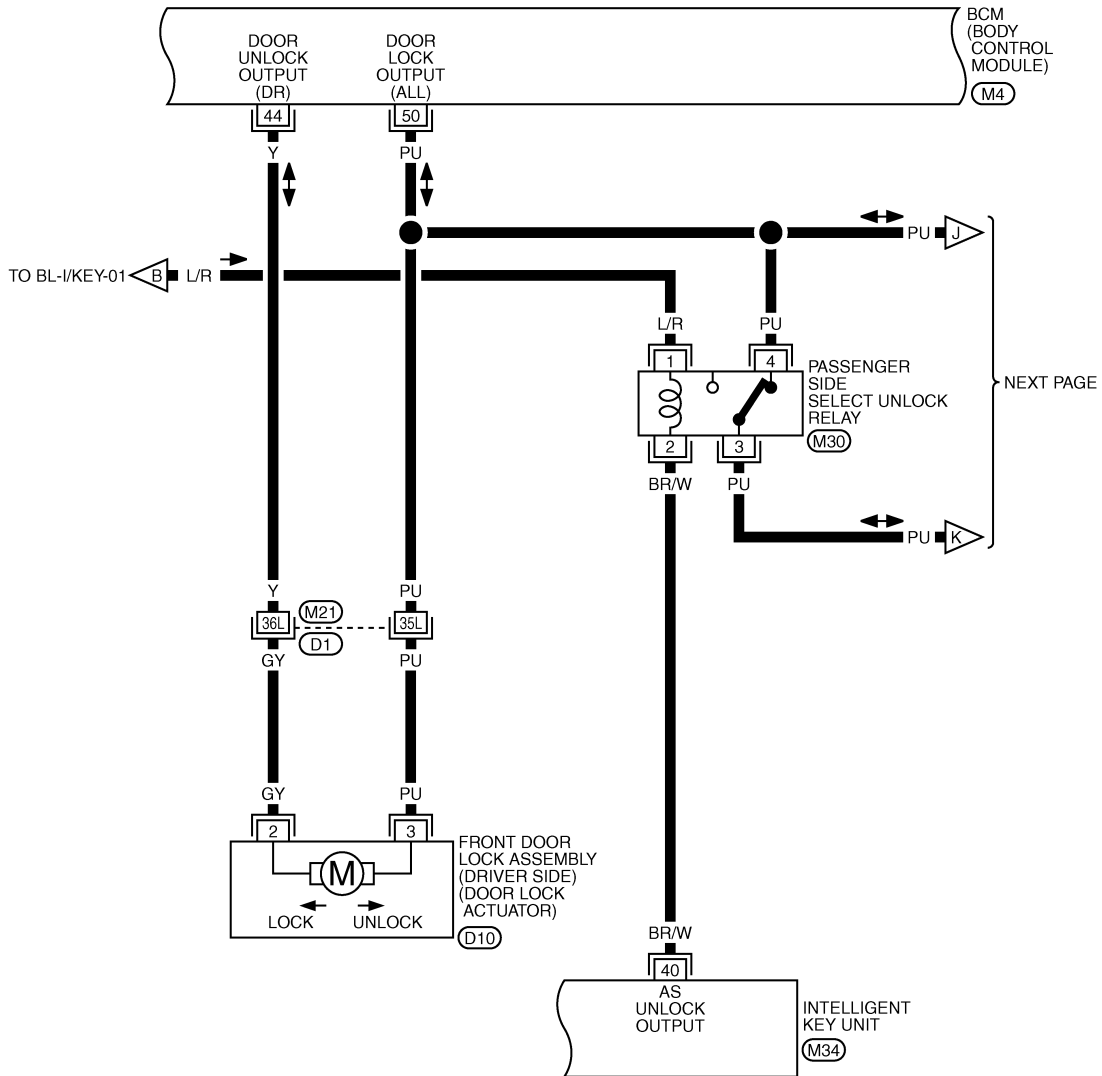 BCM
(BODY
CONTROL
MODULE)
M4
DOOR
UNLOCK
OUTPUT
(DR)
DOOR
LOCK
OUTPUT
(ALL)
44
50
Y
PU
PU
J
TO BL-I/KEY-01
B
L/R
L/R
PU
1
4
PASSENGER
SIDE
SELECT UNLOCK
RELAY
M30
NEXT PAGE
2
3
BR/W
PU
PU
K
Y
PU
36L
M21
35L
D1
GY
PU
GY
PU
2
3
FRONT DOOR
LOCK ASSEMBLY
(DRIVER SIDE)
(DOOR LOCK
ACTUATOR)
D10
M
LOCK
UNLOCK
BR/W
40
AS
UNLOCK
OUTPUT
INTELLIGENT
KEY UNIT
M34